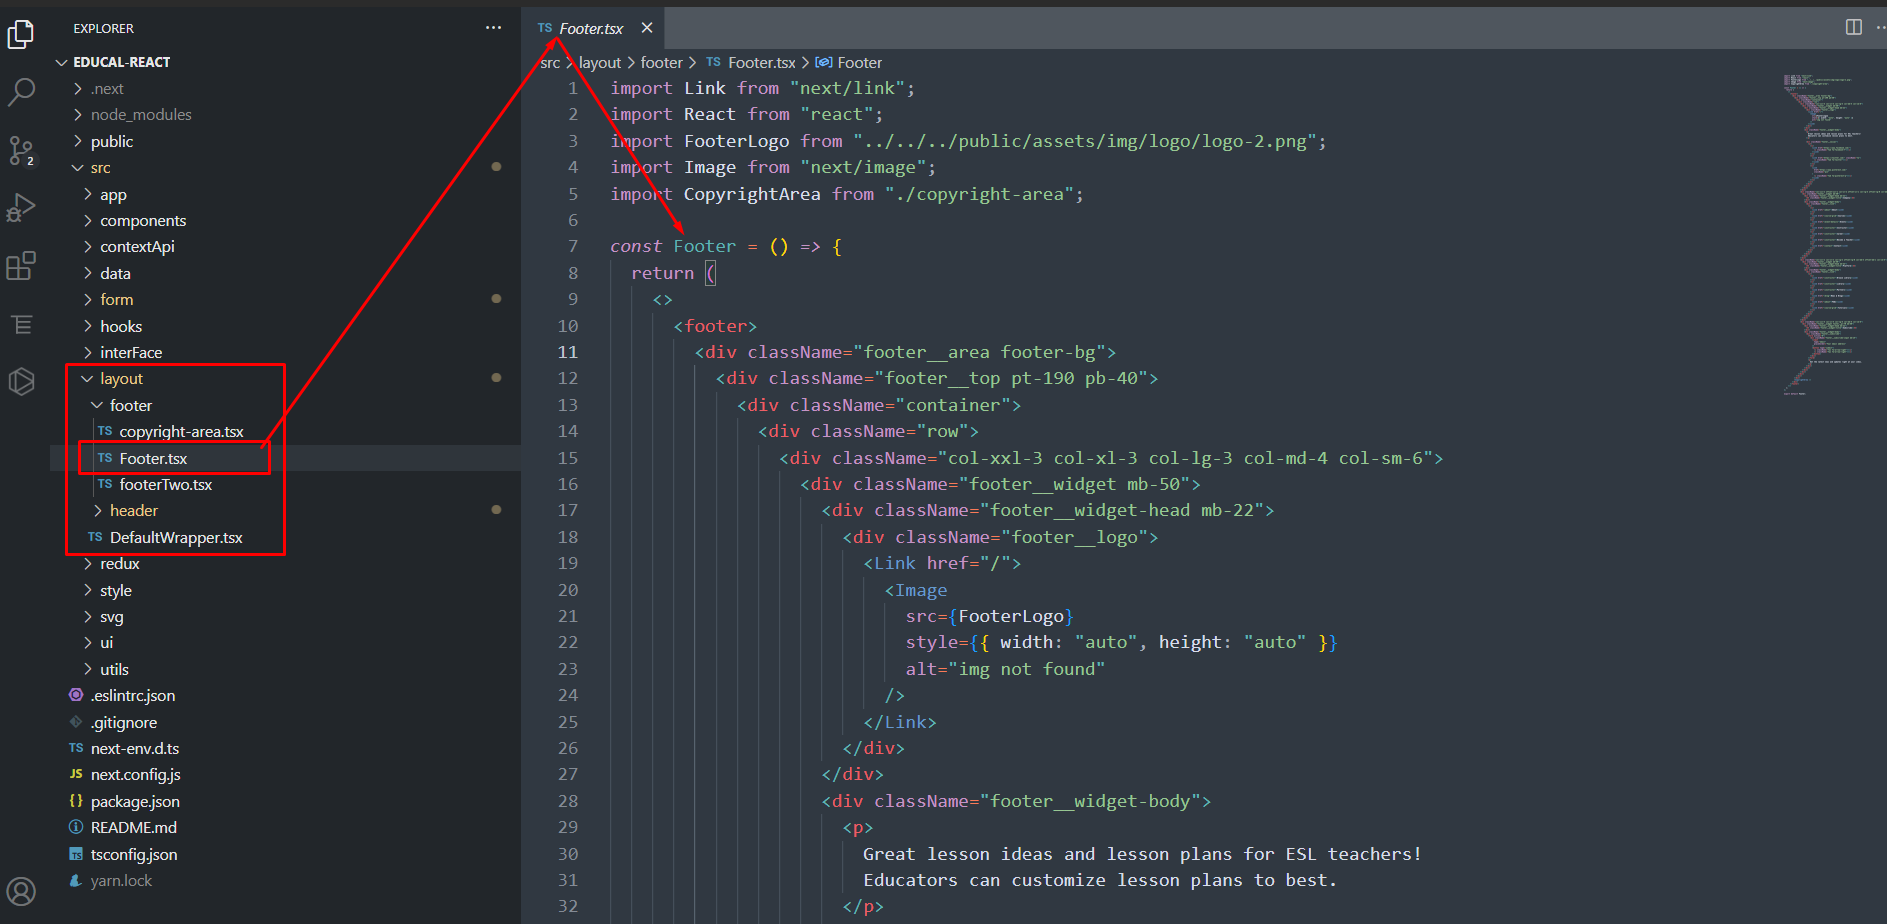 EXPLORER
EDUCAL-REACT
.next
node_modules
public
src
app
components
contextApi
data
form
hooks
interFace
layout
footer
TS copyright-area.tsx
TS Footer.tsx
TS footerTwo.tsx
header
TS DefaultWrapper.tsx
redux
style
svg
ui
utils
.eslintrc.json
.gitignore
TS next-env.d.ts
JS next.config.js
{} package.json
README.md
TS tsconfig.json
yarn.lock
2
TS Footer.tsx
src > layout > footer > TS Footer.tsx > Footer
1 import Link from "next/link";
2 import React from "react";
3 import FooterLogo from "../../../public/assets/img/logo/logo-2.png";
4 import Image from "next/image";
5 import CopyrightArea from "./copyright-area";
6
7 const Footer = () => {
8 return (
9 <>
10 <footer>
11 <div className="footer__area footer-bg">
12 <div className="footer__top pt-190 pb-40">
13 <div className="container">
14 <div className="row">
15 <div className="col-xxl-3 col-xl-3 col-lg-3 col-md-4 col-sm-6">
16 <div className="footer__widget mb-50">
17 <div className="footer__widget-head mb-22">
18 <div className="footer__logo">
19 <Link href="/">
20 <Image
21 src={FooterLogo}
22 style={{ width: "auto", height: "auto" }}
23 alt="img not found"
24 />
25 </Link>
26 </div>
27 </div>
28 <div className="footer__widget-body">
29 <p>
30 Great lesson ideas and lesson plans for ESL teachers!
31 Educators can customize lesson plans to best.
32 </p>